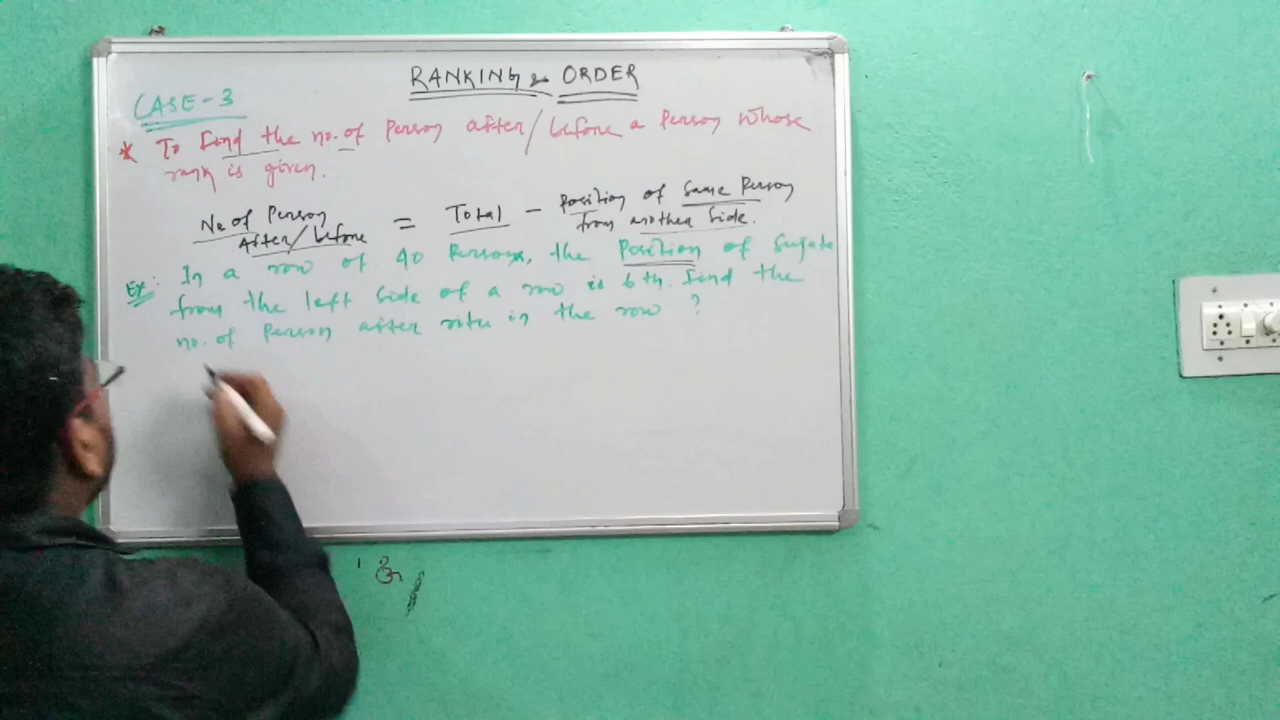 RANKING & ORDER
CASE-3
* To find the no. of Person after/before a Person whose
rank is given.
No of Person After/before = Total - Position of Same Person from another Side.
Ex: In a row of 40 Persons, the Position of Sujata
from the left side of a row is 6th. find the
no. of Person after ritu in the row ?